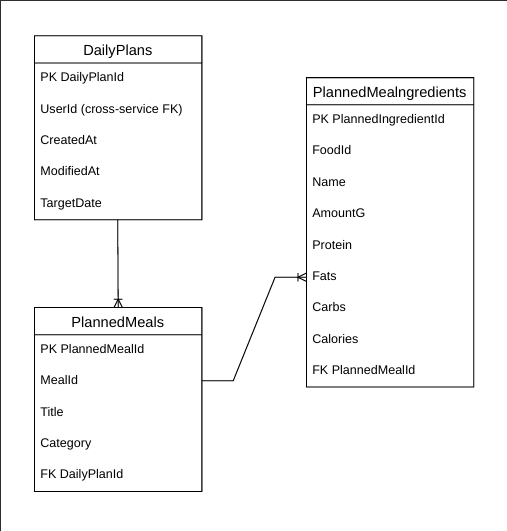 DailyPlans
PK DailyPlanId
UserId (cross-service FK)
CreatedAt
ModifiedAt
TargetDate
PlannedMeaIngredients
PK PlannedIngredientId
FoodId
Name
AmountG
Protein
Fats
Carbs
Calories
FK PlannedMealId
PlannedMeals
PK PlannedMealId
MealId
Title
Category
FK DailyPlanId